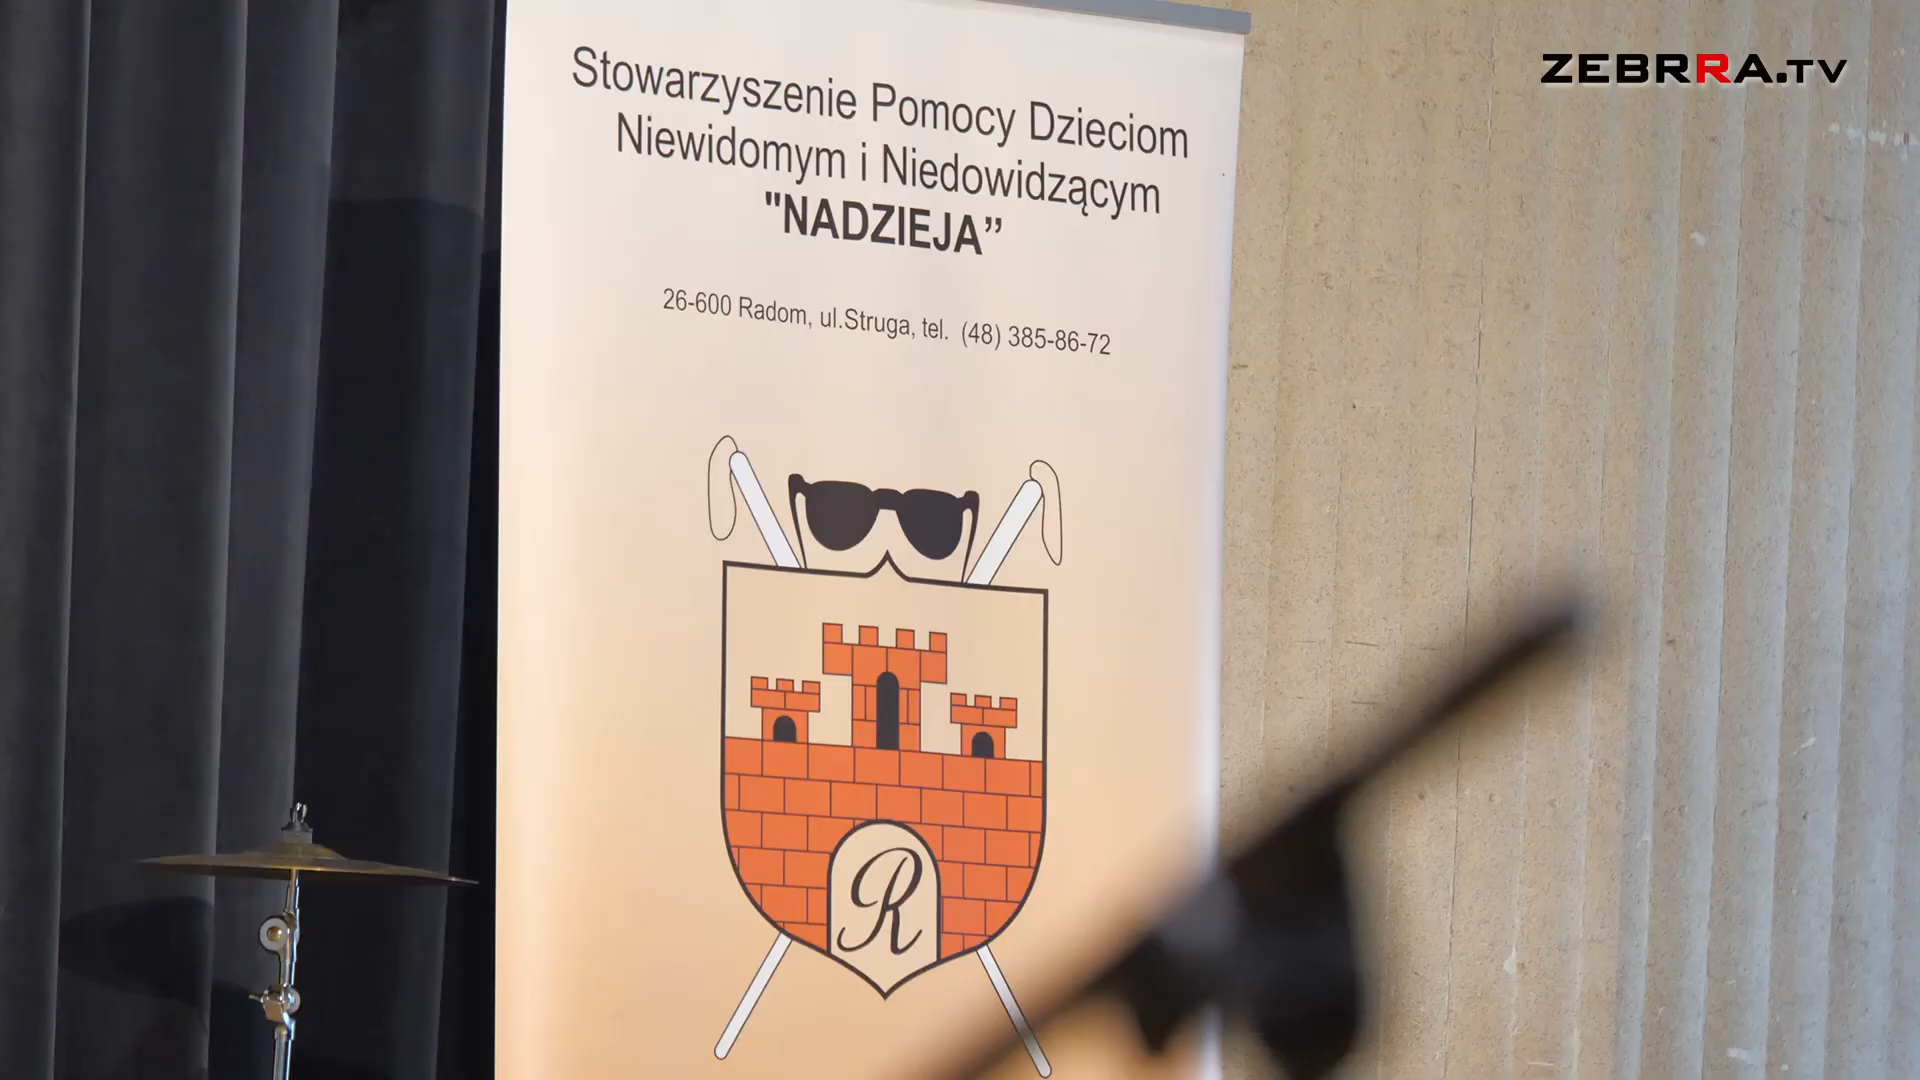 ZEBRRA.TV
Stowarzyszenie Pomocy Dzieciom
Niewidomym i Niedowidzącym
"NADZIEJA”
26-600 Radom, ul.Struga, tel. (48) 385-86-72
R